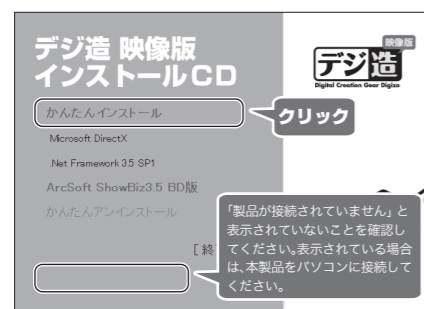 デジ造 映像版
インストールCD
映像版
デジ造
Digital Creation Gear Digizo
かんたんインストール
クリック
Microsoft DirectX
.Net Framework 3.5 SP1
ArcSoft ShowBiz3.5 BD版
かんたんアンインストール
「製品が接続されていません」と
表示されていないことを確認し
てください。表示されている場合
は、本製品をパソコンに接続して
ください。
[ 終